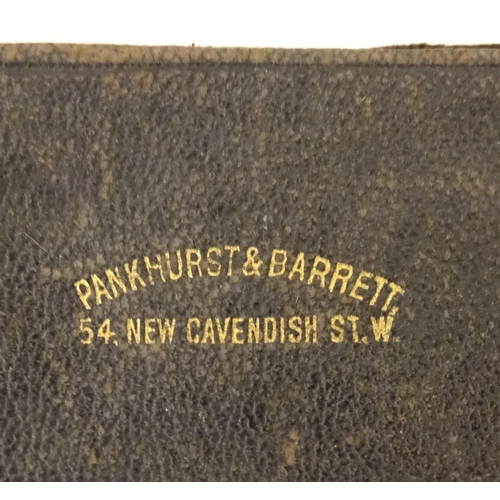 PANKHURST & BARRETT,
54, NEW CAVENDISH ST. W.